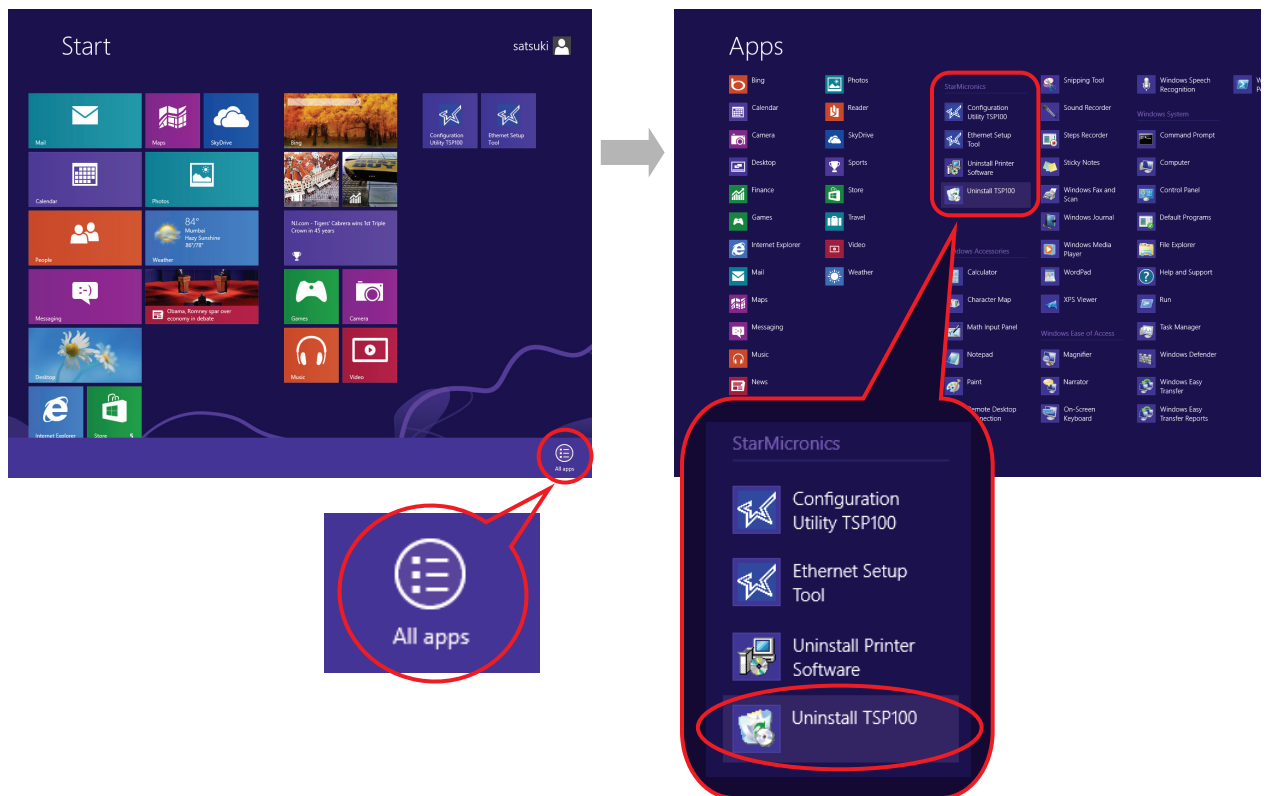 Start
satsuki
Mail
Maps
SkyDrive
Bing
Configuration
Utility TSP100
Ethernet Setup
Tool
Calendar
Photos
NJ.com - Tigers' Cabrera wins 1st Triple
Crown in 45 years
People
84°
Mumbai
Hazy Sunshine
86°/78°
Weather
Messaging
Obama, Romney spar over
economy in debate
Games
Camera
Desktop
Music
Video
Internet Explorer
Store
5
All apps
All apps
Apps
Bing
Calendar
Camera
Desktop
Finance
Games
Internet Explorer
Mail
Maps
Messaging
Music
News
Photos
Reader
SkyDrive
Sports
Store
Travel
Video
Weather
StarMicronics
Configuration
Utility TSP100
Ethernet Setup
Tool
Uninstall Printer
Software
Uninstall TSP100
Accessories
Calculator
Character Map
Math Input Panel
Notepad
Paint
Desktop
Snipping Tool
Sound Recorder
Steps Recorder
Sticky Notes
Windows Fax and
Scan
Windows Journal
Windows Media
Player
WordPad
XPS Viewer
Windows Ease of Access
Magnifier
Narrator
On-Screen
Keyboard
Windows Speech
Recognition
Windows System
Command Prompt
Computer
Control Panel
Default Programs
File Explorer
Help and Support
Run
Task Manager
Windows Defender
Windows Easy
Transfer
Windows Easy
Transfer Reports
StarMicronics
Configuration
Utility TSP100
Ethernet Setup
Tool
Uninstall Printer
Software
Uninstall TSP100